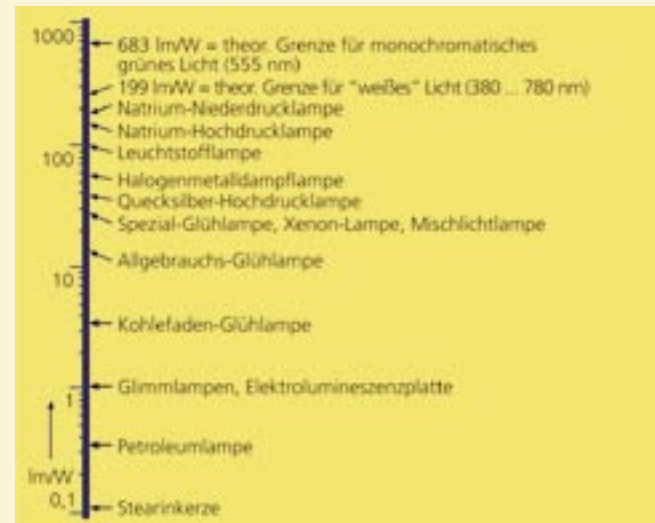 1000
683 lm/W = theor. Grenze für monochromatisches
grünes Licht (555 nm)
199 lm/W = theor. Grenze für "weißes" Licht (380 ... 780 nm)
Natrium-Niederdrucklampe
Natrium-Hochdrucklampe
100
Leuchtstofflampe
Halogenmetalldampflampe
Quecksilber-Hochdrucklampe
Spezial-Glühlampe, Xenon-Lampe, Mischlichtlampe
Allgebrauchs-Glühlampe
10
Kohlefaden-Glühlampe
Glimmlampen, Elektrolumineszenzplatte
1
Petroleumlampe
lm/W
0,1
Stearinkerze